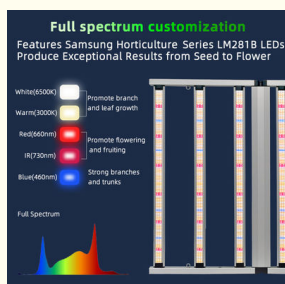 Full spectrum customization
Features Samsung Horticulture Series LM281B LEDs
Produce Exceptional Results from Seed to Flower
White(6500K)
Promote branch
and leaf growth
Warm(3000K)
Red(660nm)
Promote flowering
and fruiting
IR(730nm)
Blue(460nm)
Strong branches
and trunks
Full Spectrum